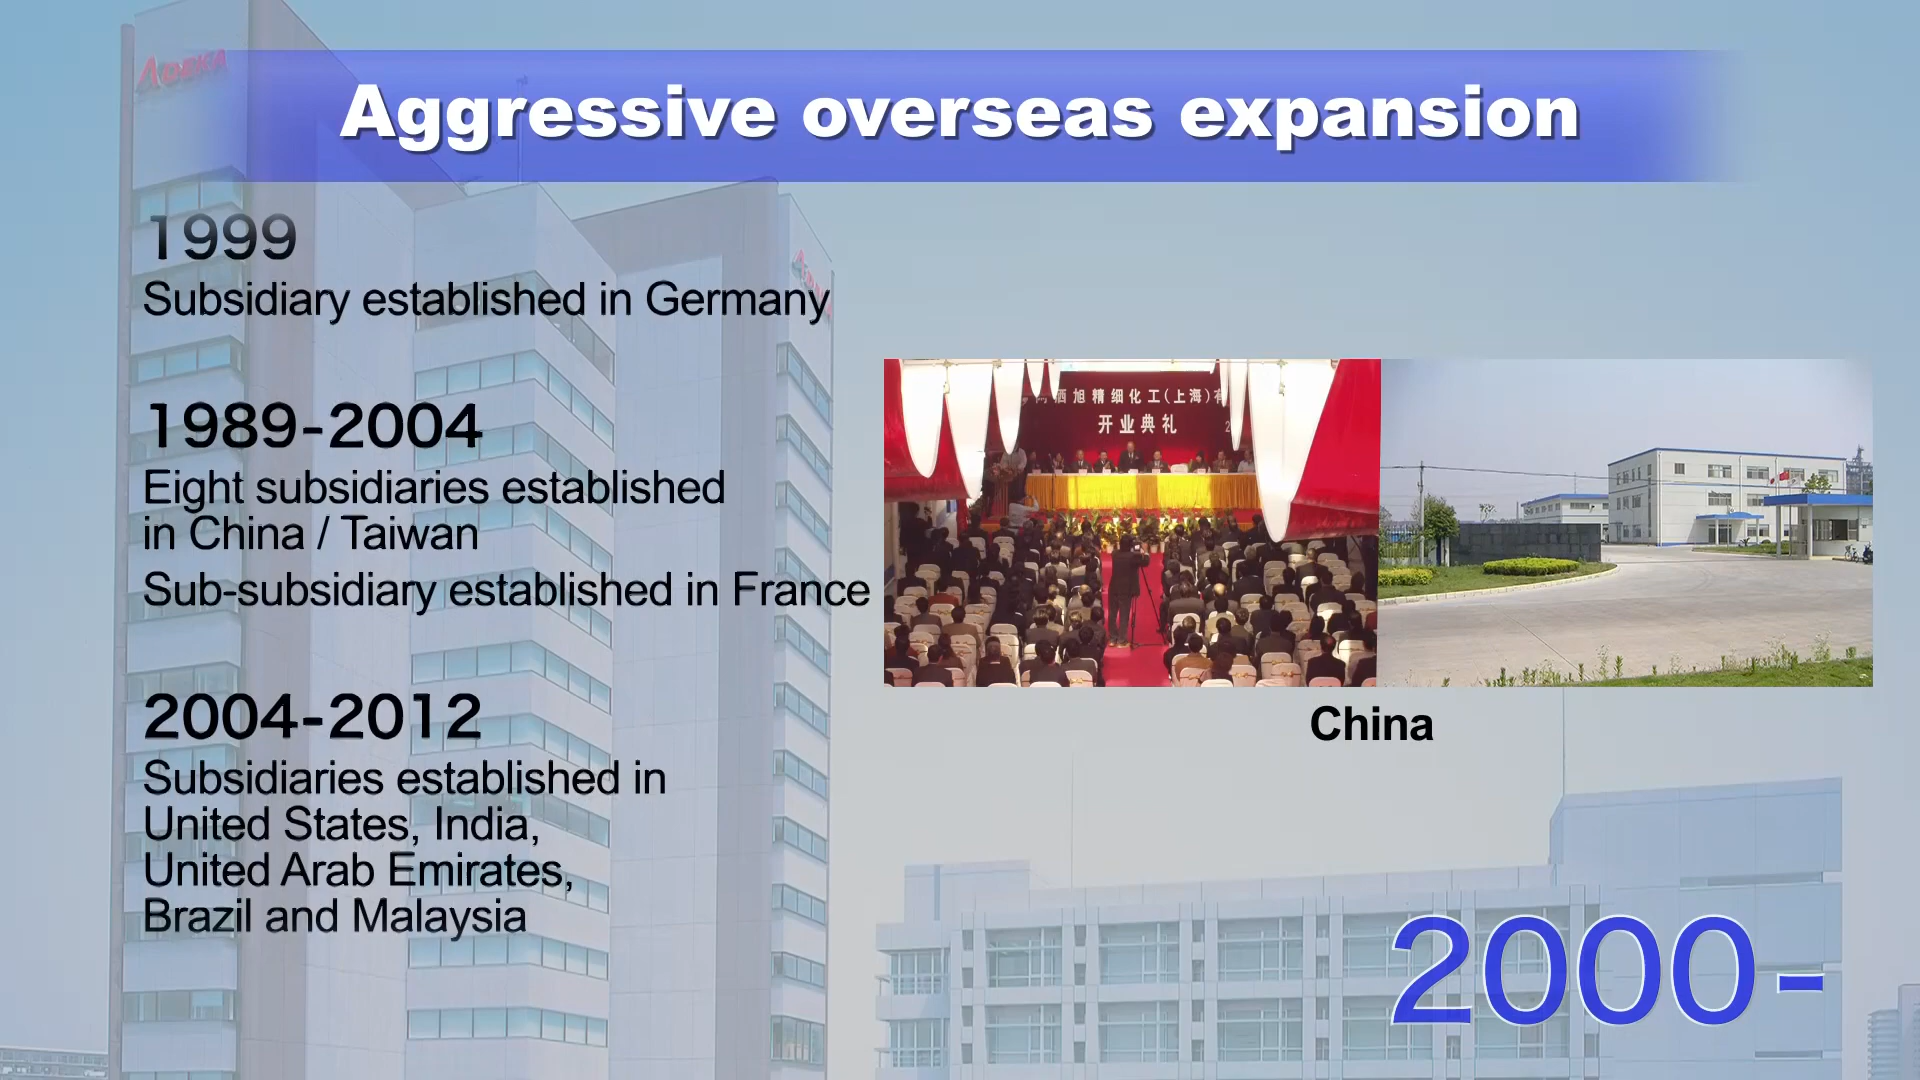 ADEKA
Aggressive overseas expansion
1999
Subsidiary established in Germany
1989-2004
Eight subsidiaries established
in China / Taiwan
Sub-subsidiary established in France
2004-2012
Subsidiaries established in
United States, India,
United Arab Emirates,
Brazil and Malaysia
旭精细化工(上海)有
开业典礼
China
2000-